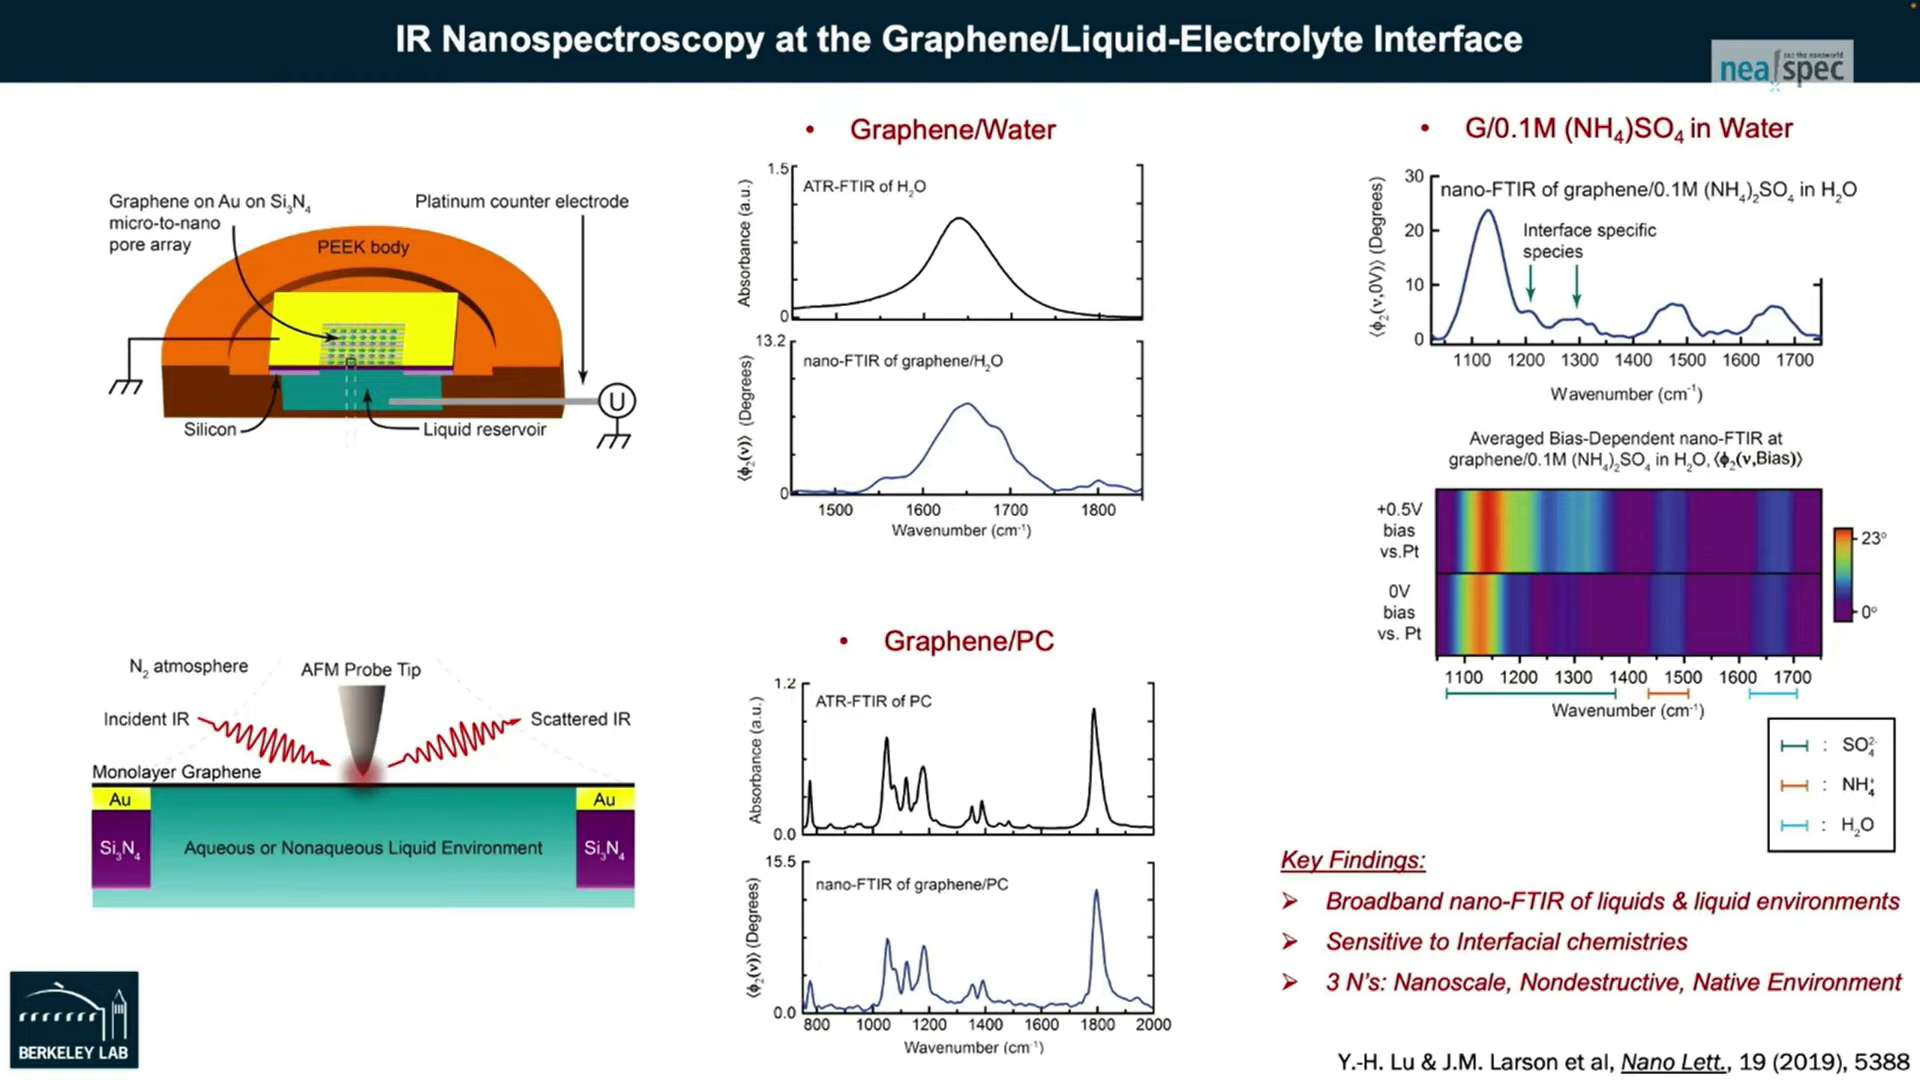 IR Nanospectroscopy at the Graphene/Liquid-Electrolyte Interface
see the nanoworld
neaspec
Graphene on Au on Si3N4
micro-to-nano
pore array
Platinum counter electrode
PEEK body
U
Silicon
Liquid reservoir
N2 atmosphere
AFM Probe Tip
Incident IR
Scattered IR
Monolayer Graphene
Au
Au
Si3N4
Aqueous or Nonaqueous Liquid Environment
Si3N4
BERKELEY LAB
• Graphene/Water
1.5
ATR-FTIR of H2O
Absorbance (a.u.)
0
13.2
nano-FTIR of graphene/H2O
⟨ϕ2(ν)⟩ (Degrees)
0
1500 1600 1700 1800
Wavenumber (cm-1)
• Graphene/PC
1.2
ATR-FTIR of PC
Absorbance (a.u.)
0.0
15.5
nano-FTIR of graphene/PC
⟨ϕ2(ν)⟩ (Degrees)
0.0
800 1000 1200 1400 1600 1800 2000
Wavenumber (cm-1)
• G/0.1M (NH4)SO4 in Water
30
nano-FTIR of graphene/0.1M (NH4)2SO4 in H2O
20
Interface specific
species
10
0
⟨ϕ2(ν,0V)⟩ (Degrees)
1100 1200 1300 1400 1500 1600 1700
Wavenumber (cm-1)
Averaged Bias-Dependent nano-FTIR at
graphene/0.1M (NH4)2SO4 in H2O, ⟨ϕ2(ν,Bias)⟩
+0.5V
bias
vs.Pt
0V
bias
vs. Pt
23º
0º
1100 1200 1300 1400 1500 1600 1700
Wavenumber (cm-1)
: SO4 2-
: NH4 +
: H2O
Key Findings:
➢ Broadband nano-FTIR of liquids & liquid environments
➢ Sensitive to Interfacial chemistries
➢ 3 N's: Nanoscale, Nondestructive, Native Environment
Y.-H. Lu & J.M. Larson et al, Nano Lett., 19 (2019), 5388